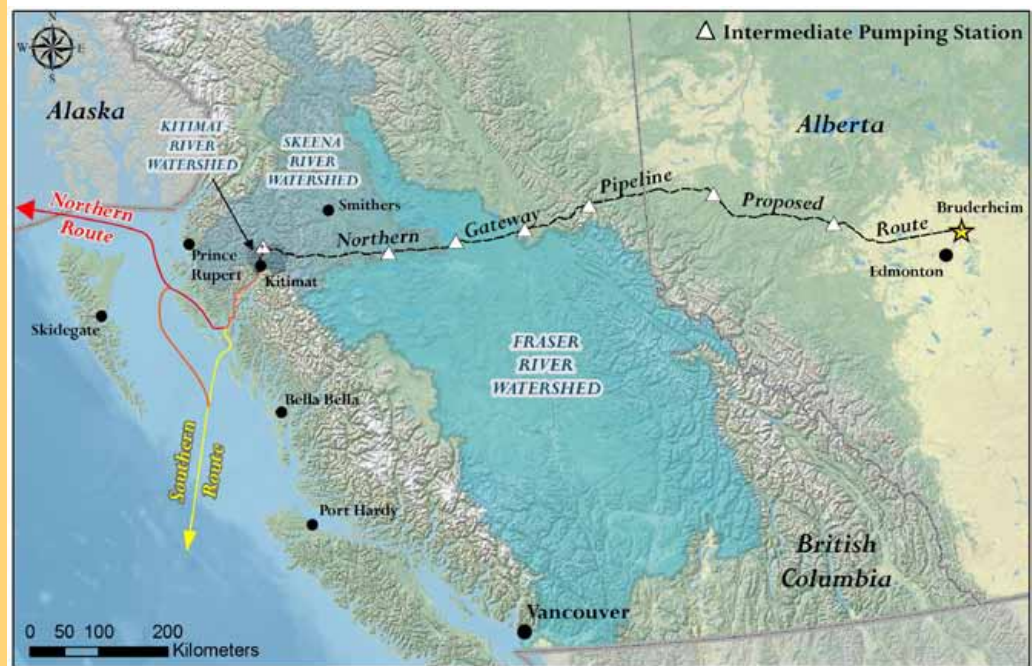 N
W
E
S
Intermediate Pumping Station
Alaska
KITIMAT
RIVER
WATERSHED
SKEENA
RIVER
WATERSHED
Alberta
Northern
Route
Smithers
Northern Gateway Pipeline Proposed Route
Bruderheim
Prince
Rupert
Kitimat
Edmonton
Skidegate
FRASER
RIVER
WATERSHED
Bella Bella
Southern
Route
Port Hardy
British
Columbia
Vancouver
0 50 100 200
Kilometers